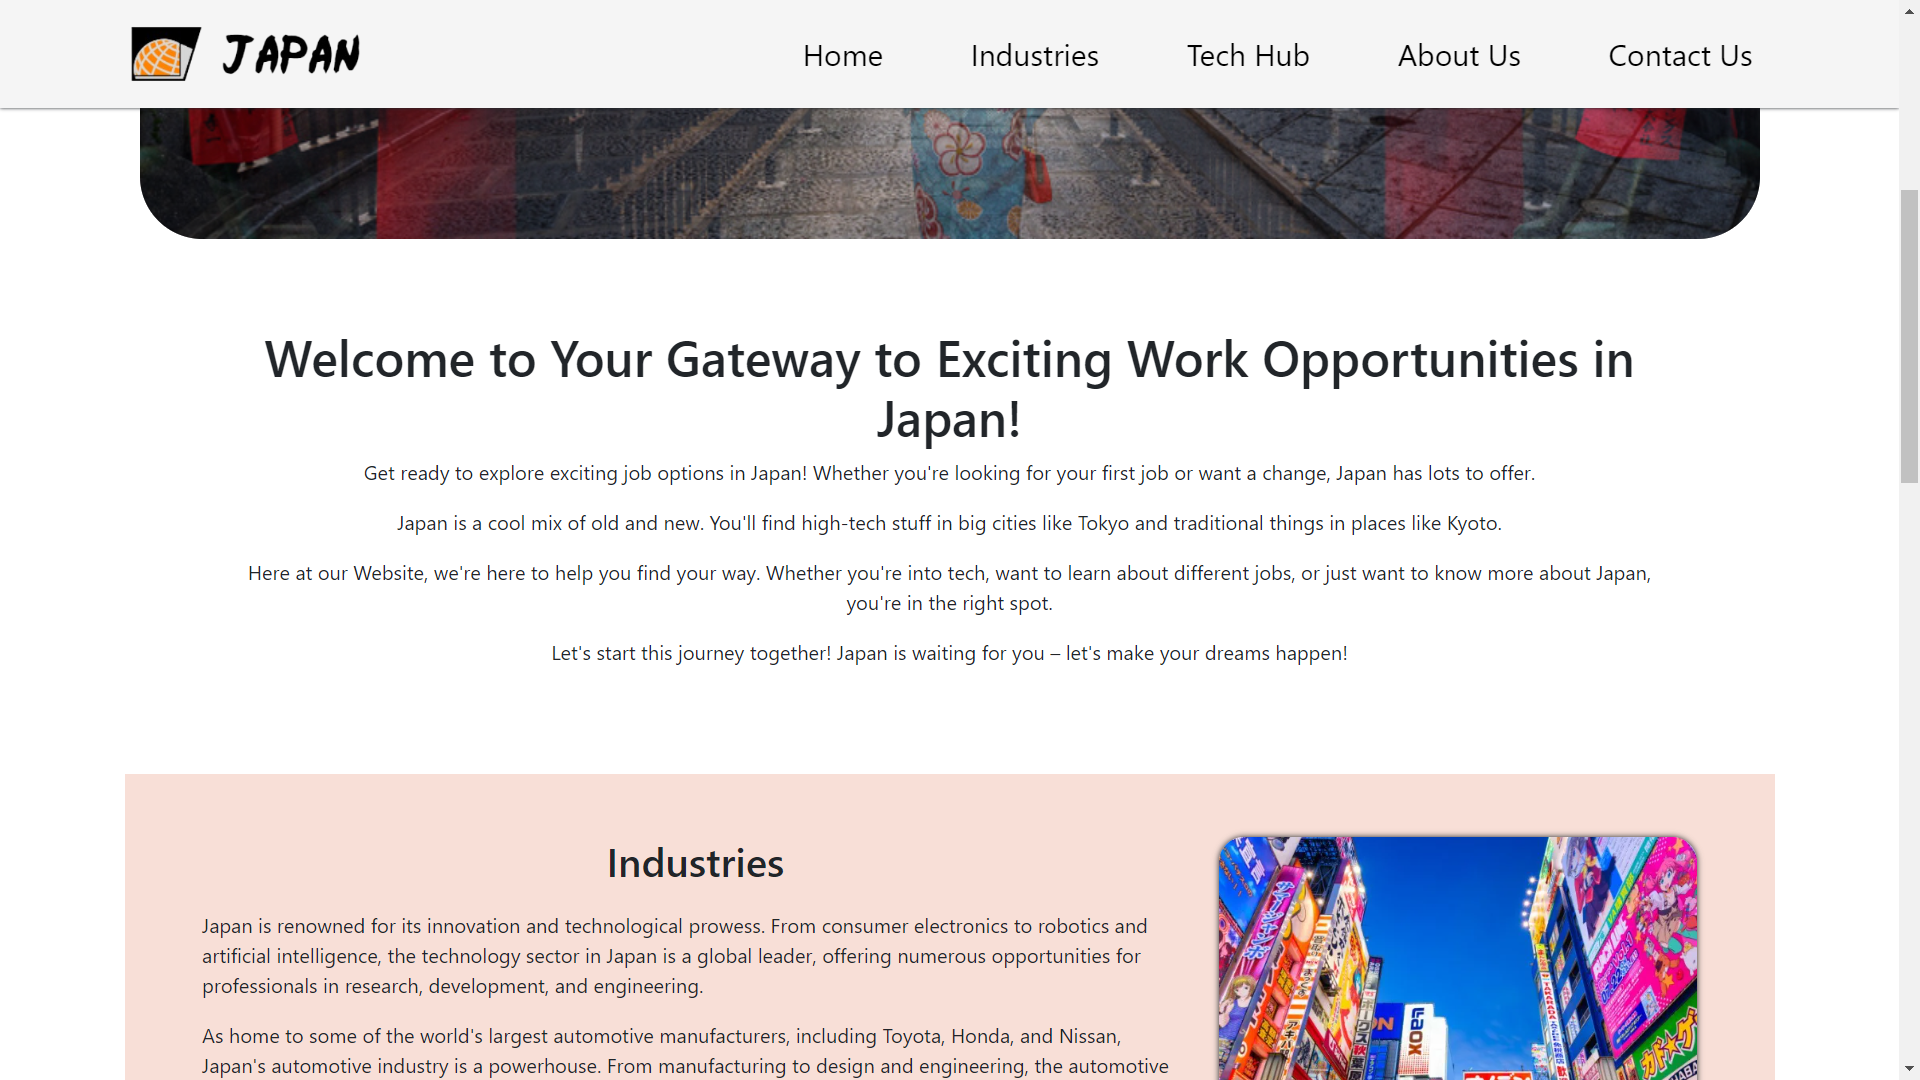 JAPAN
Home
Industries
Tech Hub
About Us
Contact Us
Welcome to Your Gateway to Exciting Work Opportunities in
Japan!
Get ready to explore exciting job options in Japan! Whether you're looking for your first job or want a change, Japan has lots to offer.
Japan is a cool mix of old and new. You'll find high-tech stuff in big cities like Tokyo and traditional things in places like Kyoto.
Here at our Website, we're here to help you find your way. Whether you're into tech, want to learn about different jobs, or just want to know more about Japan,
you're in the right spot.
Let's start this journey together! Japan is waiting for you – let's make your dreams happen!
Industries
Japan is renowned for its innovation and technological prowess. From consumer electronics to robotics and
artificial intelligence, the technology sector in Japan is a global leader, offering numerous opportunities for
professionals in research, development, and engineering.
As home to some of the world's largest automotive manufacturers, including Toyota, Honda, and Nissan,
Japan's automotive industry is a powerhouse. From manufacturing to design and engineering, the automotive
LAOX